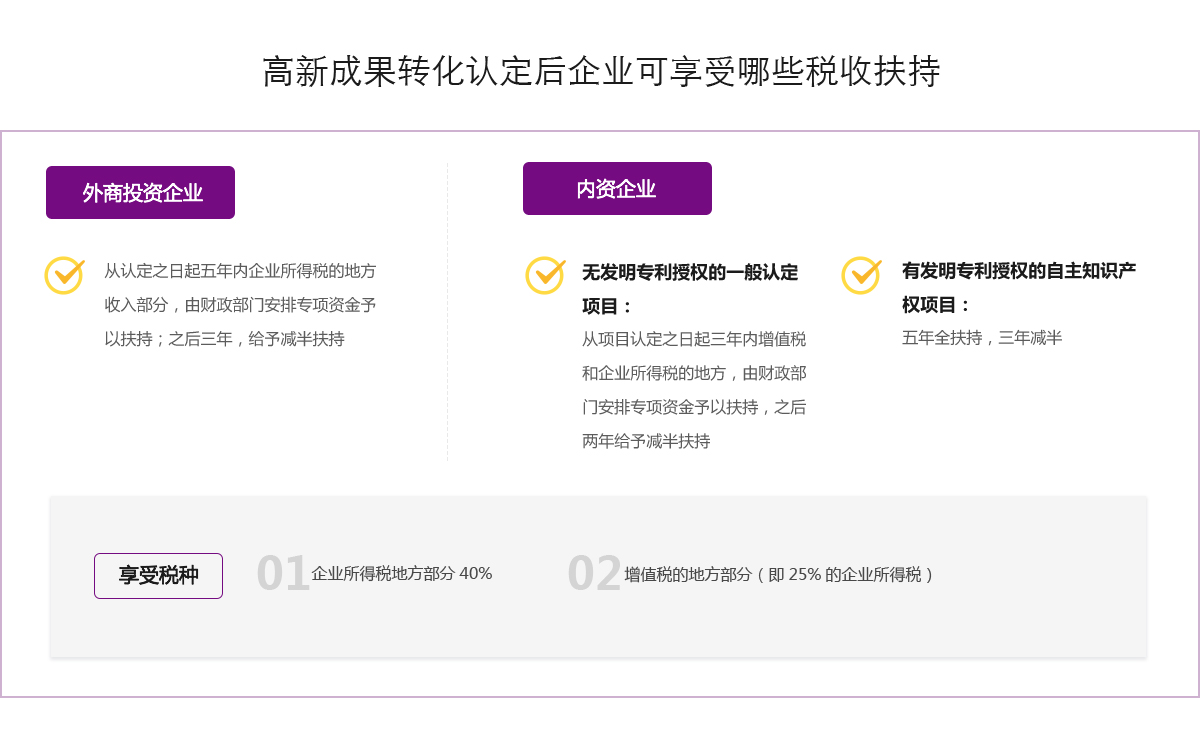 高新成果转化认定后企业可享受哪些税收扶持
外商投资企业
从认定之日起五年内企业所得税的地方
收入部分，由财政部门安排专项资金予
以扶持；之后三年，给予减半扶持
内资企业
无发明专利授权的一般认定
项目：
从项目认定之日起三年内增值税
和企业所得税的地方，由财政部
门安排专项资金予以扶持，之后
两年给予减半扶持
有发明专利授权的自主知识产
权项目：
五年全扶持，三年减半
享受税种
01 企业所得税地方部分 40%
02 增值税的地方部分（即 25% 的企业所得税）